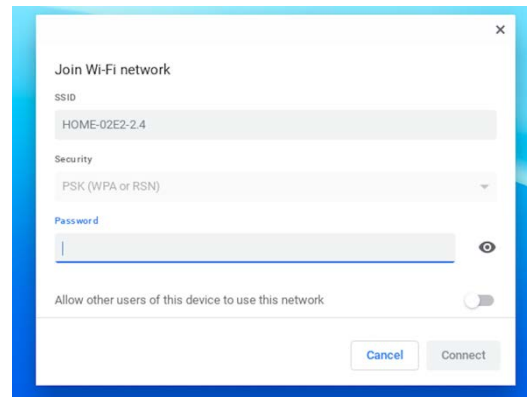 Join Wi-Fi network
SSID
HOME-02E2-2.4
Security
PSK (WPA or RSN)
Password
Allow other users of this device to use this network
Cancel Connect